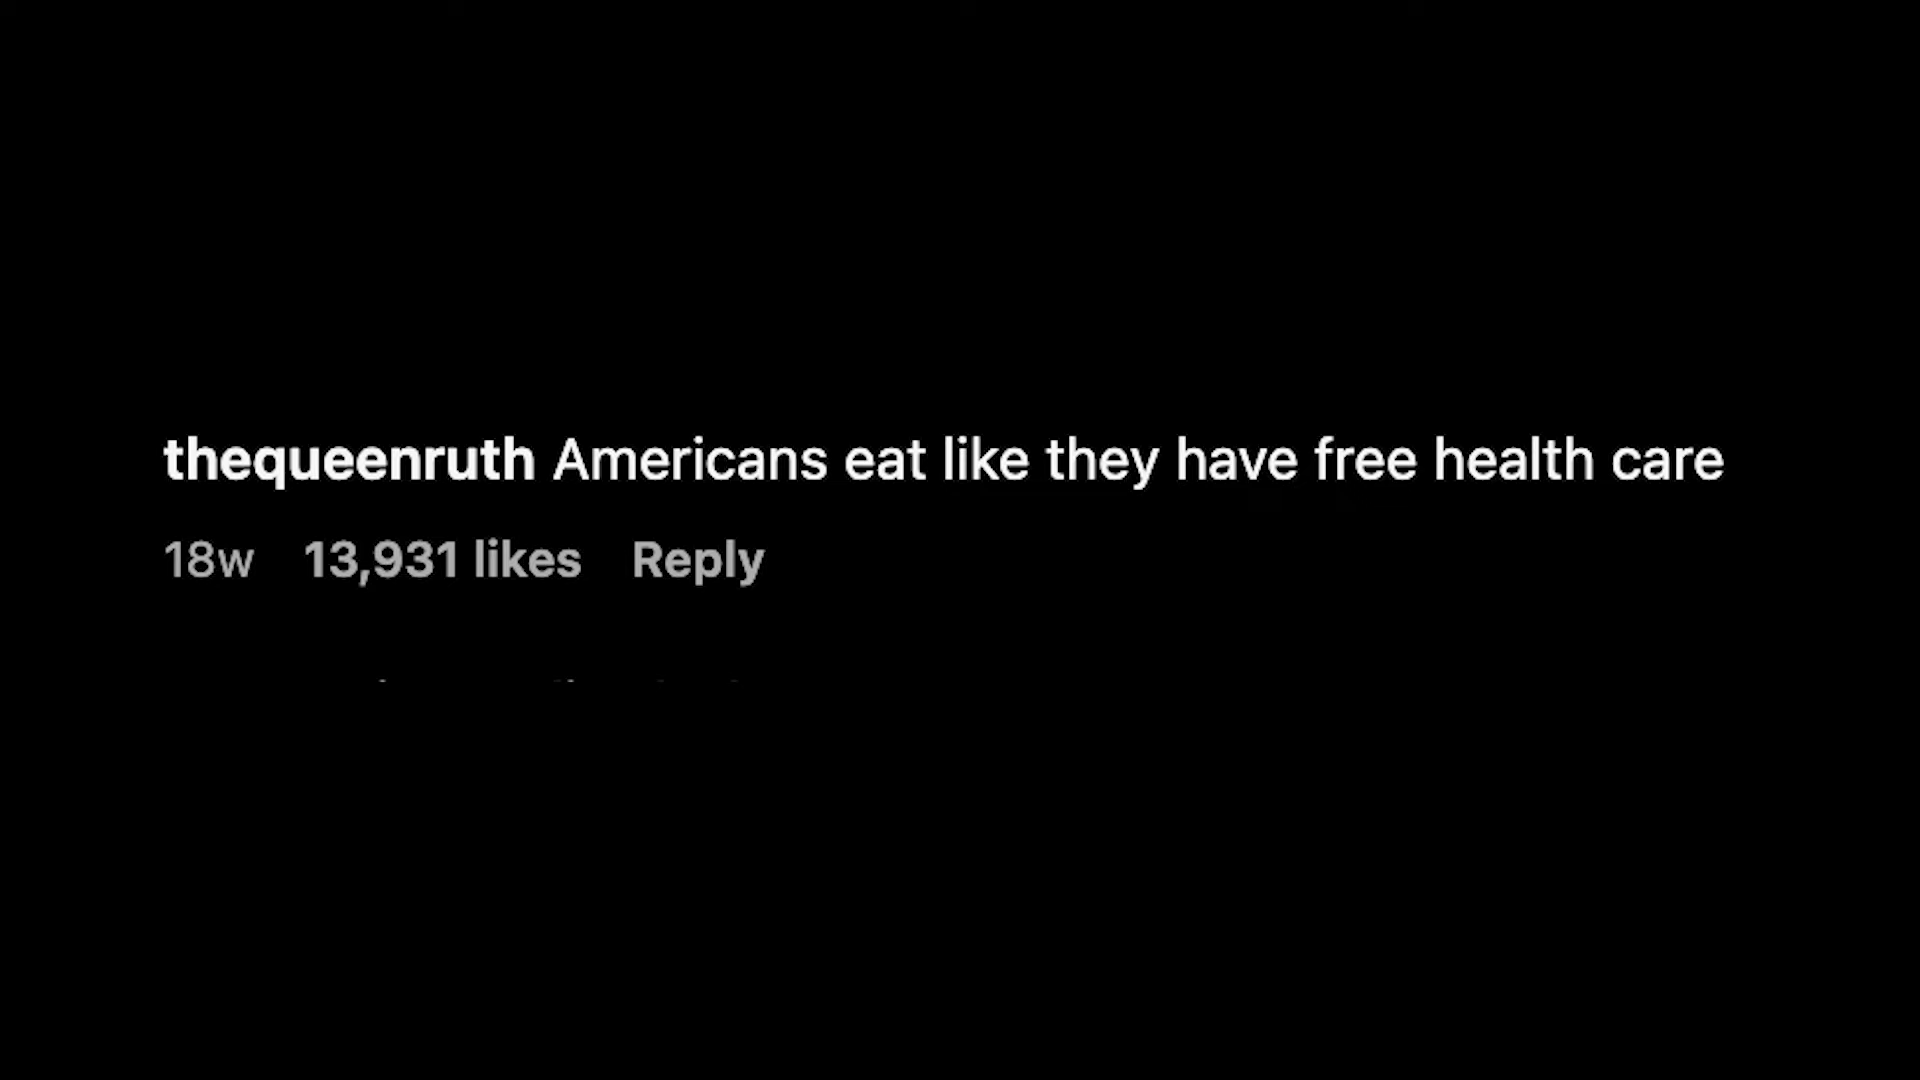 thequeenruth Americans eat like they have free health care
18w 13,931 likes Reply